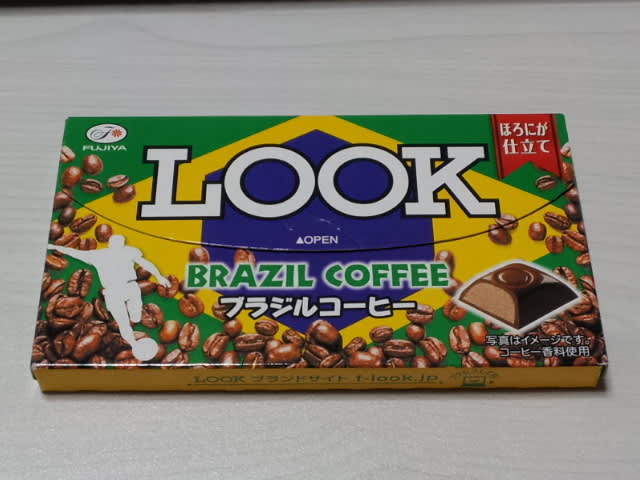 FUJIYA
ほろにが
仕立て
LOOK
▲OPEN
BRAZIL COFFEE
ブラジルコーヒー
写真はイメージです。
コーヒー香料使用
LOOK ブランドサイト f-look.jp